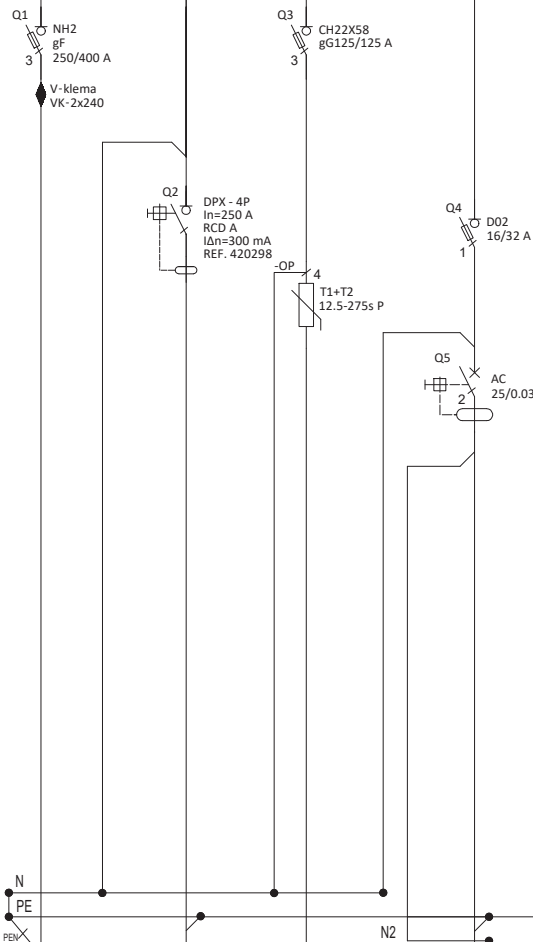 Q1
NH2
gF
250/400 A
3
V-klema
VK-2x240
Q2
DPX - 4P
In=250 A
RCD A
IΔn=300 mA
REF. 420298
Q3
CH22X58
gG125/125 A
3
-OP
4
T1+T2
12.5-275s P
Q4
D02
16/32 A
1
Q5
AC
25/0.03
2
N
PE
PEN
N2